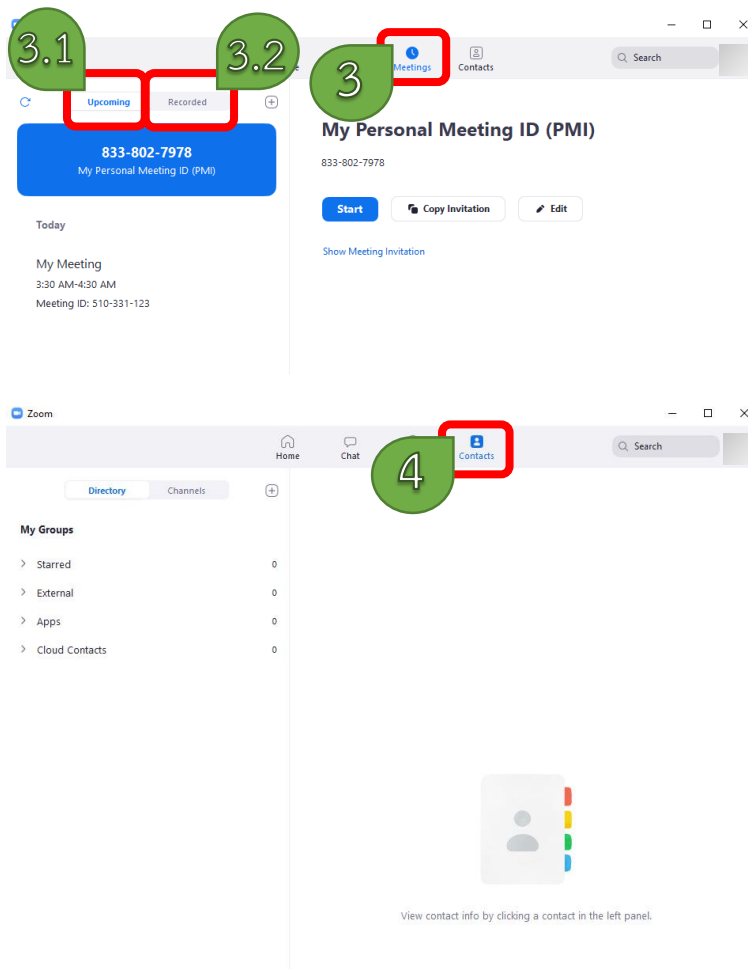 3.1
3.2
3
Meetings
Contacts
Search
Upcoming
Recorded
833-802-7978
My Personal Meeting ID (PMI)
Today
My Meeting
3:30 AM-4:30 AM
Meeting ID: 510-331-123
My Personal Meeting ID (PMI)
833-802-7978
Start
Copy Invitation
Edit
Show Meeting Invitation
Zoom
Home
Chat
4
Contacts
Search
Directory
Channels
My Groups
Starred 0
External 0
Apps 0
Cloud Contacts 0
View contact info by clicking a contact in the left panel.